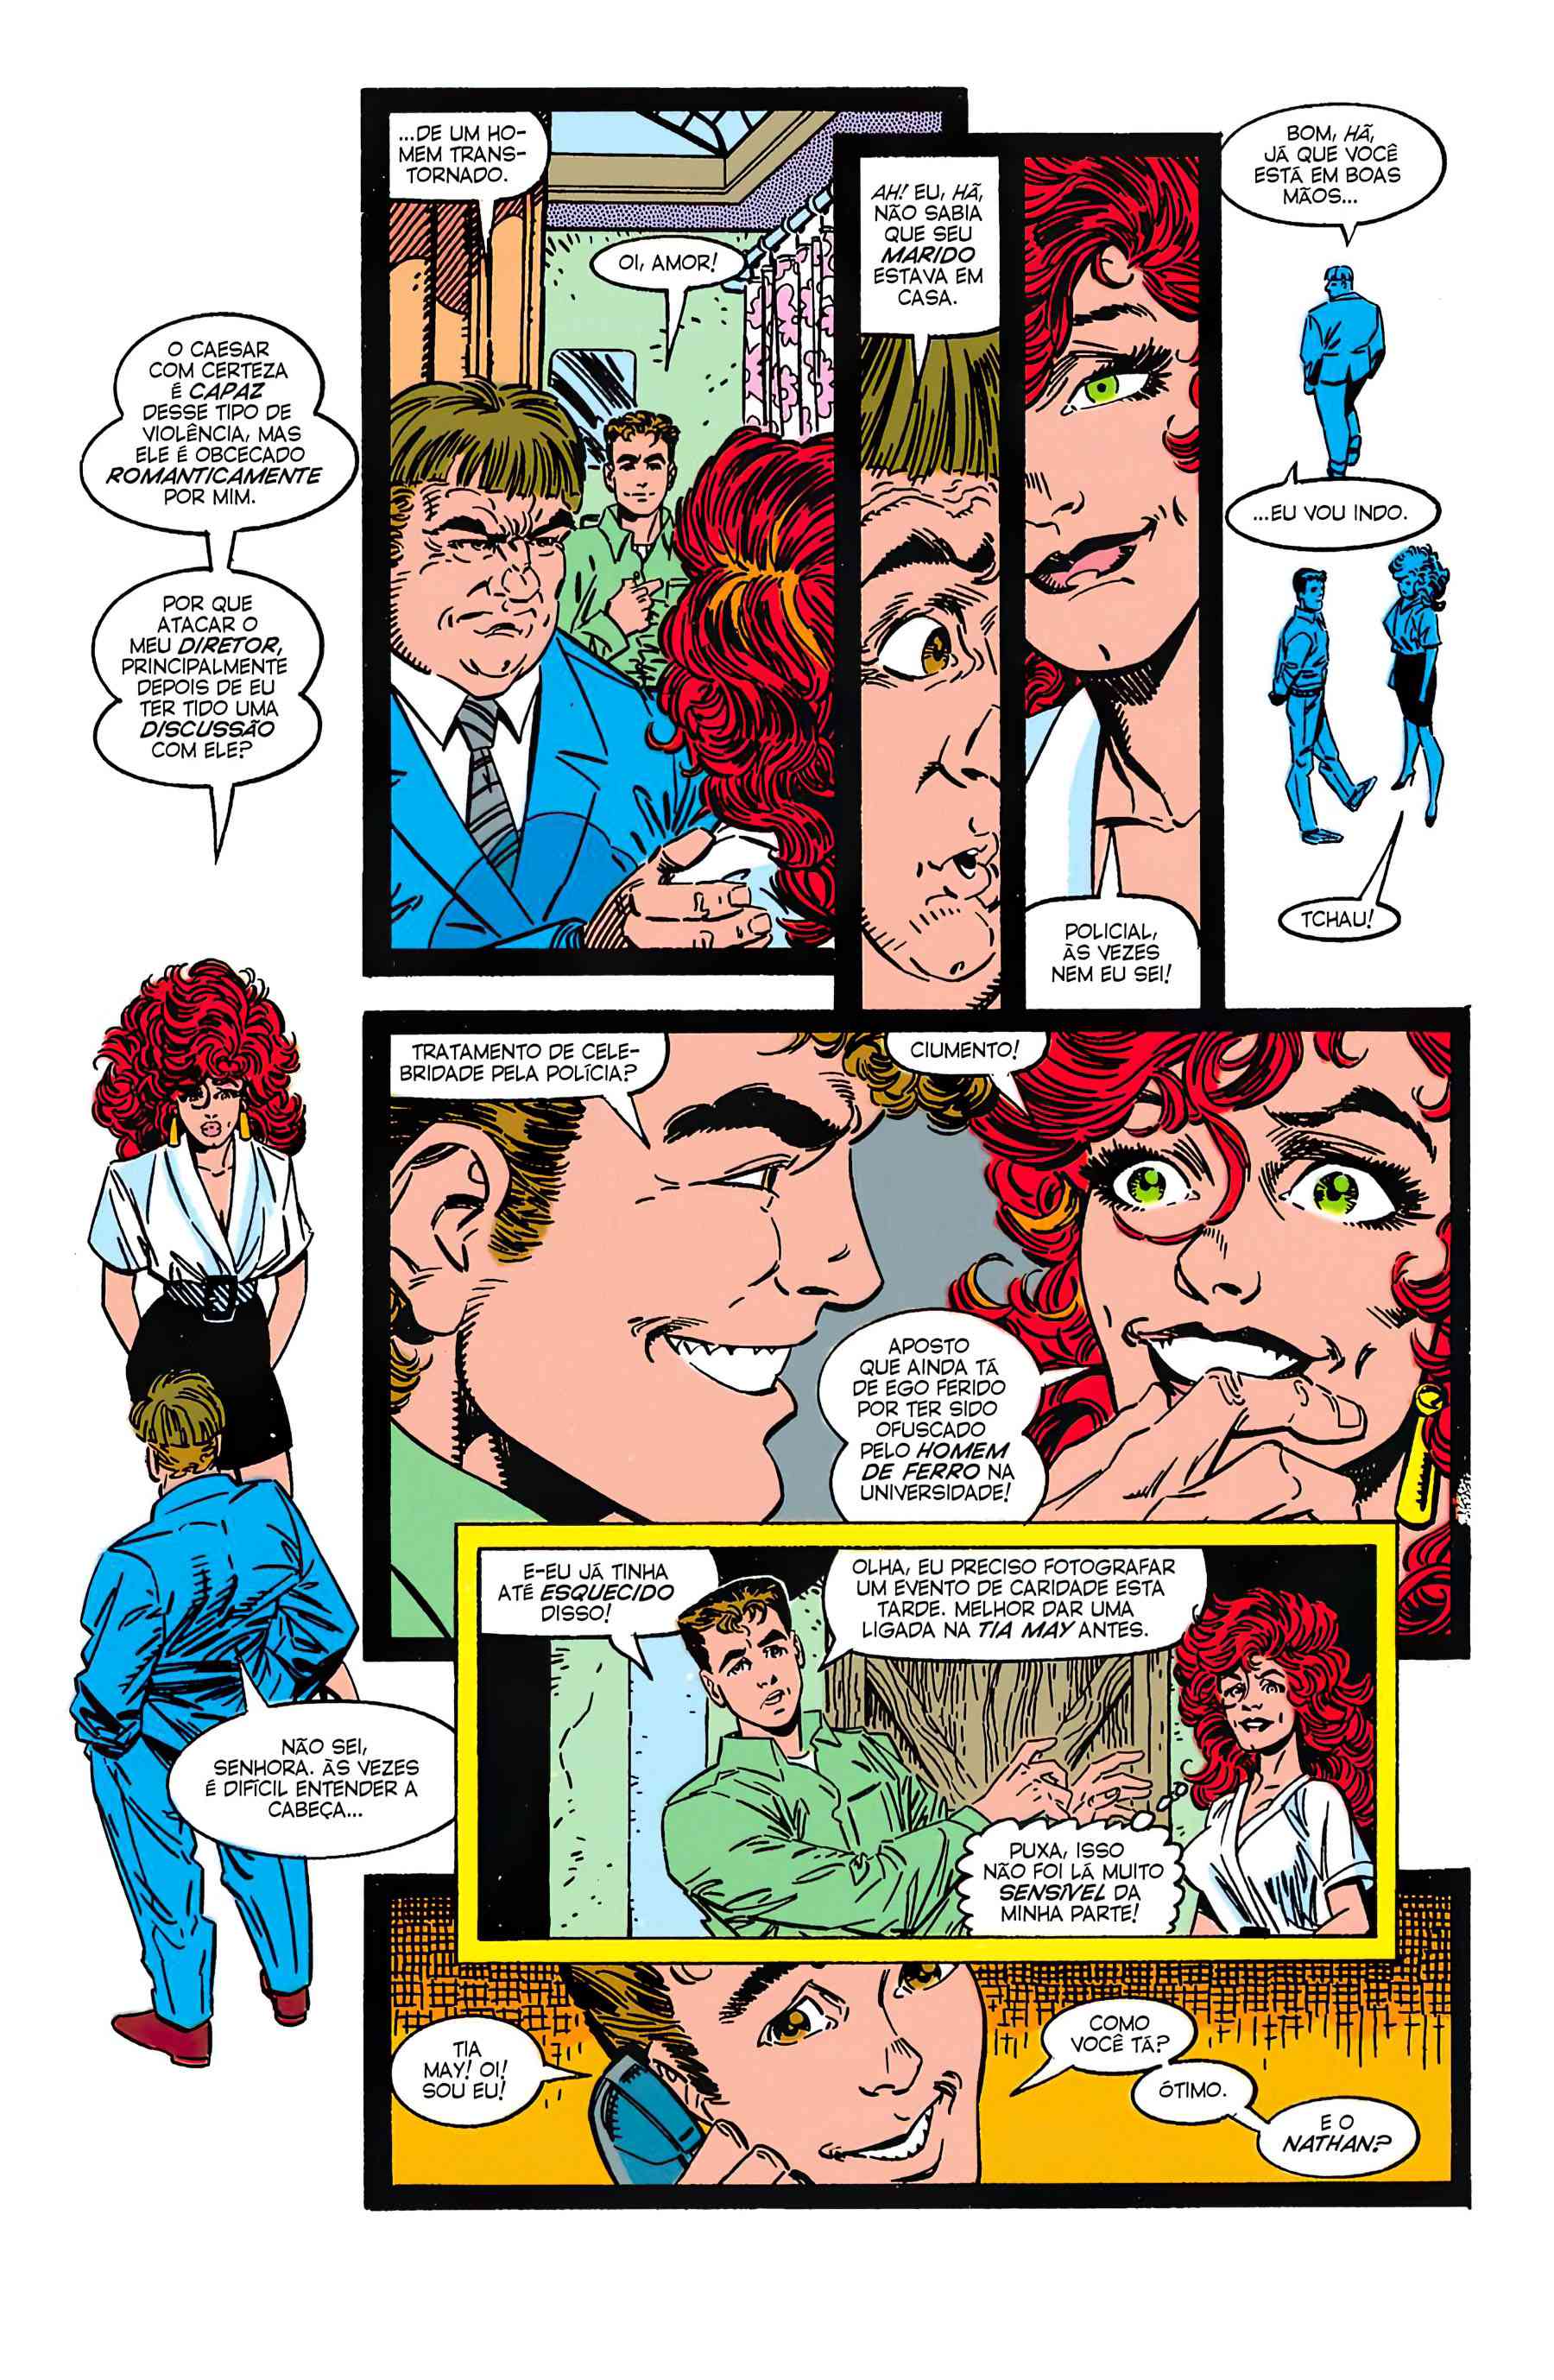 O CAESAR
COM CERTEZA
É CAPAZ
DESSE TIPO DE
VIOLÊNCIA, MAS
ELE É OBCECADO
ROMANTICAMENTE
POR MIM.
POR QUE
ATACAR O
MEU DIRETOR,
PRINCIPALMENTE
DEPOIS DE EU
TER TIDO UMA
DISCUSSÃO
COM ELE?
NÃO SEI,
SENHORA. ÀS VEZES
É DIFÍCIL ENTENDER A
CABEÇA...
...DE UM HO-
MEM TRANS-
TORNADO.
OI, AMOR!
AH! EU, HÃ,
NÃO SABIA
QUE SEU
MARIDO
ESTAVA EM
CASA.
POLICIAL,
ÀS VEZES
NEM EU SEI!
BOM, HÃ,
JÁ QUE VOCÊ
ESTÁ EM BOAS
MÃOS...
...EU VOU INDO.
TCHAU!
TRATAMENTO DE CELE-
BRIDADE PELA POLÍCIA?
CIUMENTO!
APOSTO
QUE AINDA TÁ
DE EGO FERIDO
POR TER SIDO
OFUSCADO
PELO HOMEM
DE FERRO NA
UNIVERSIDADE!
E-EU JÁ TINHA
ATÉ ESQUECIDO
DISSO!
OLHA, EU PRECISO FOTOGRAFAR
UM EVENTO DE CARIDADE ESTA
TARDE. MELHOR DAR UMA
LIGADA NA TIA MAY ANTES.
PUXA, ISSO
NÃO FOI LÁ MUITO
SENSÍVEL DA
MINHA PARTE!
TIA
MAY! OI!
SOU EU!
COMO
VOCÊ TÁ?
ÓTIMO.
E O
NATHAN?